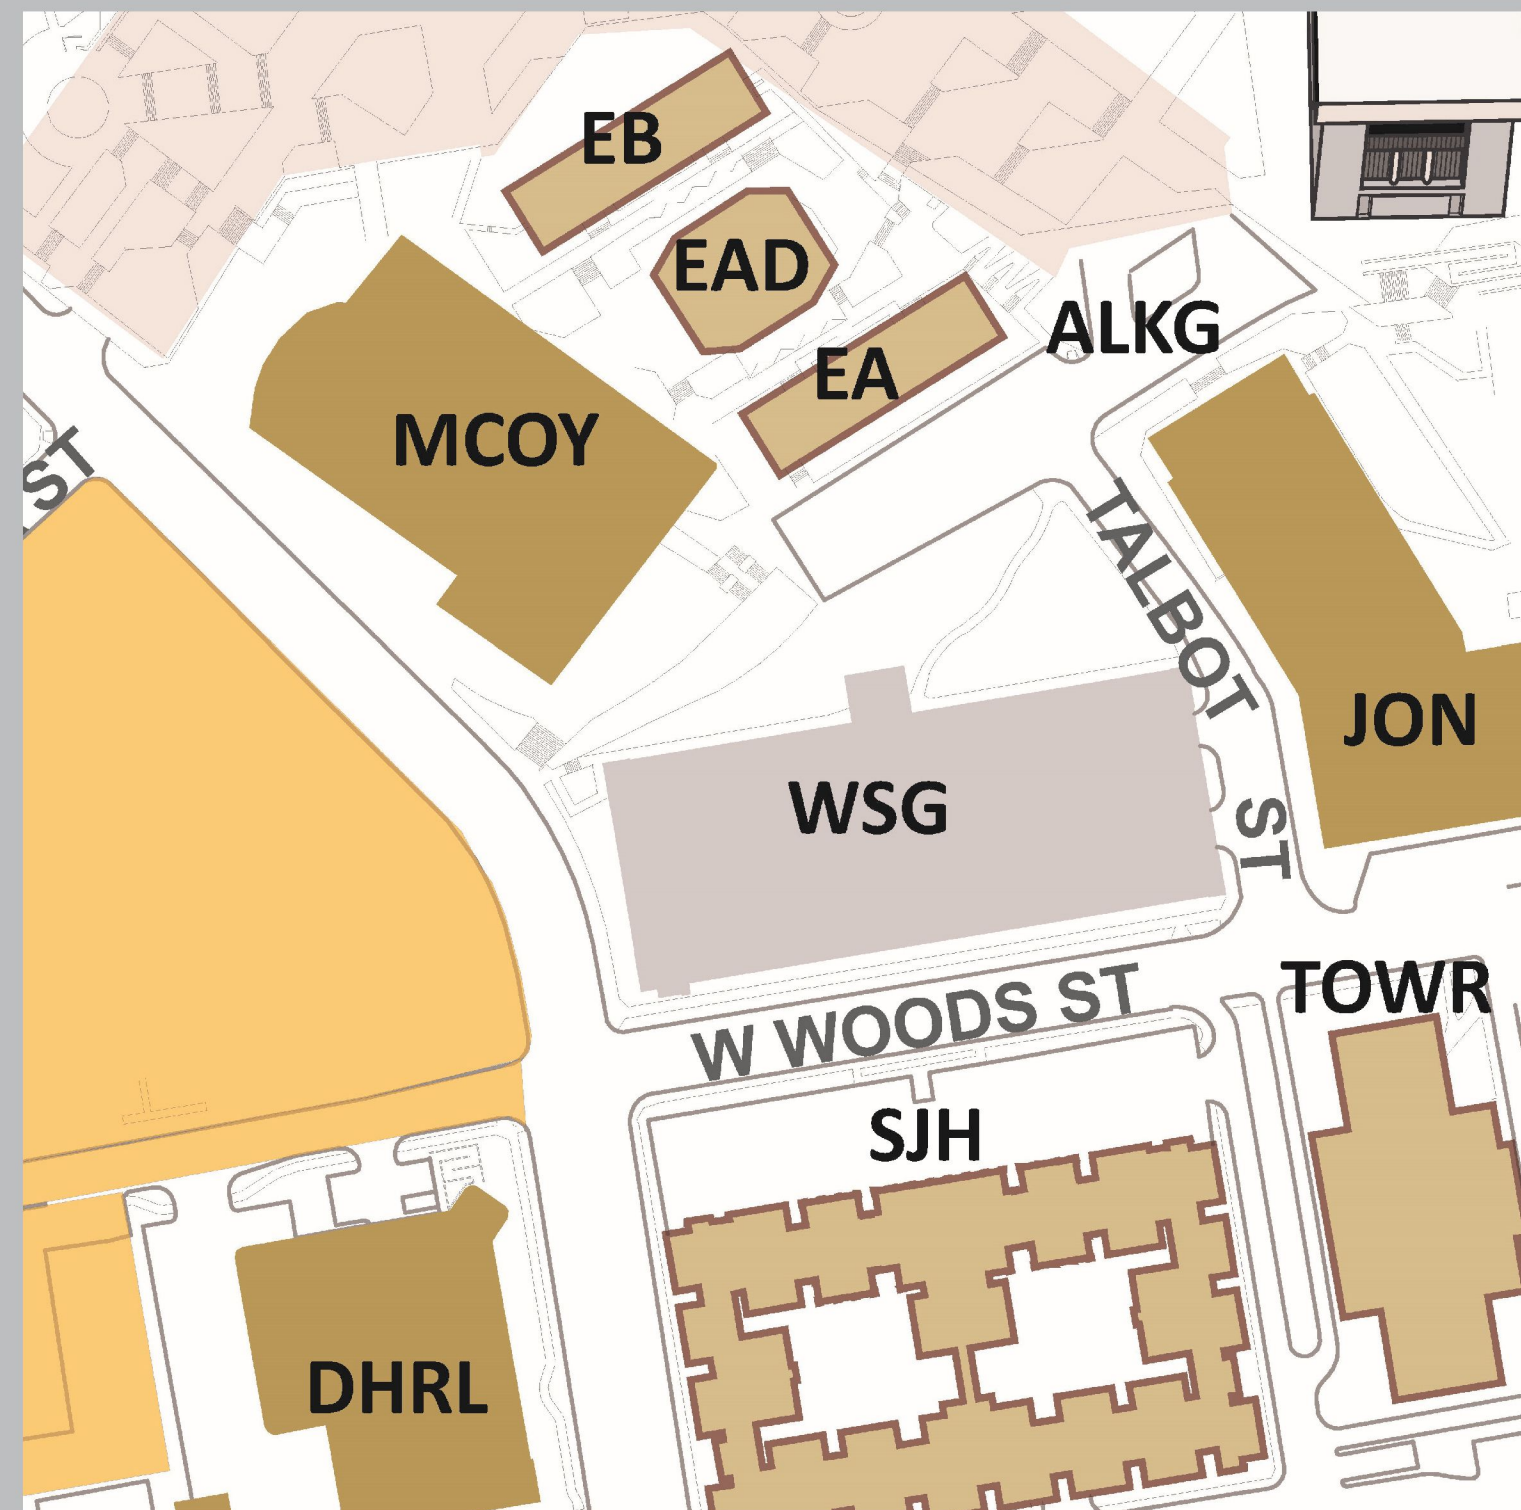 EB
EAD
ALKG
EA
MCOY
ST
TALBOT ST
JON
WSG
TOWR
W WOODS ST
SJH
DHRL